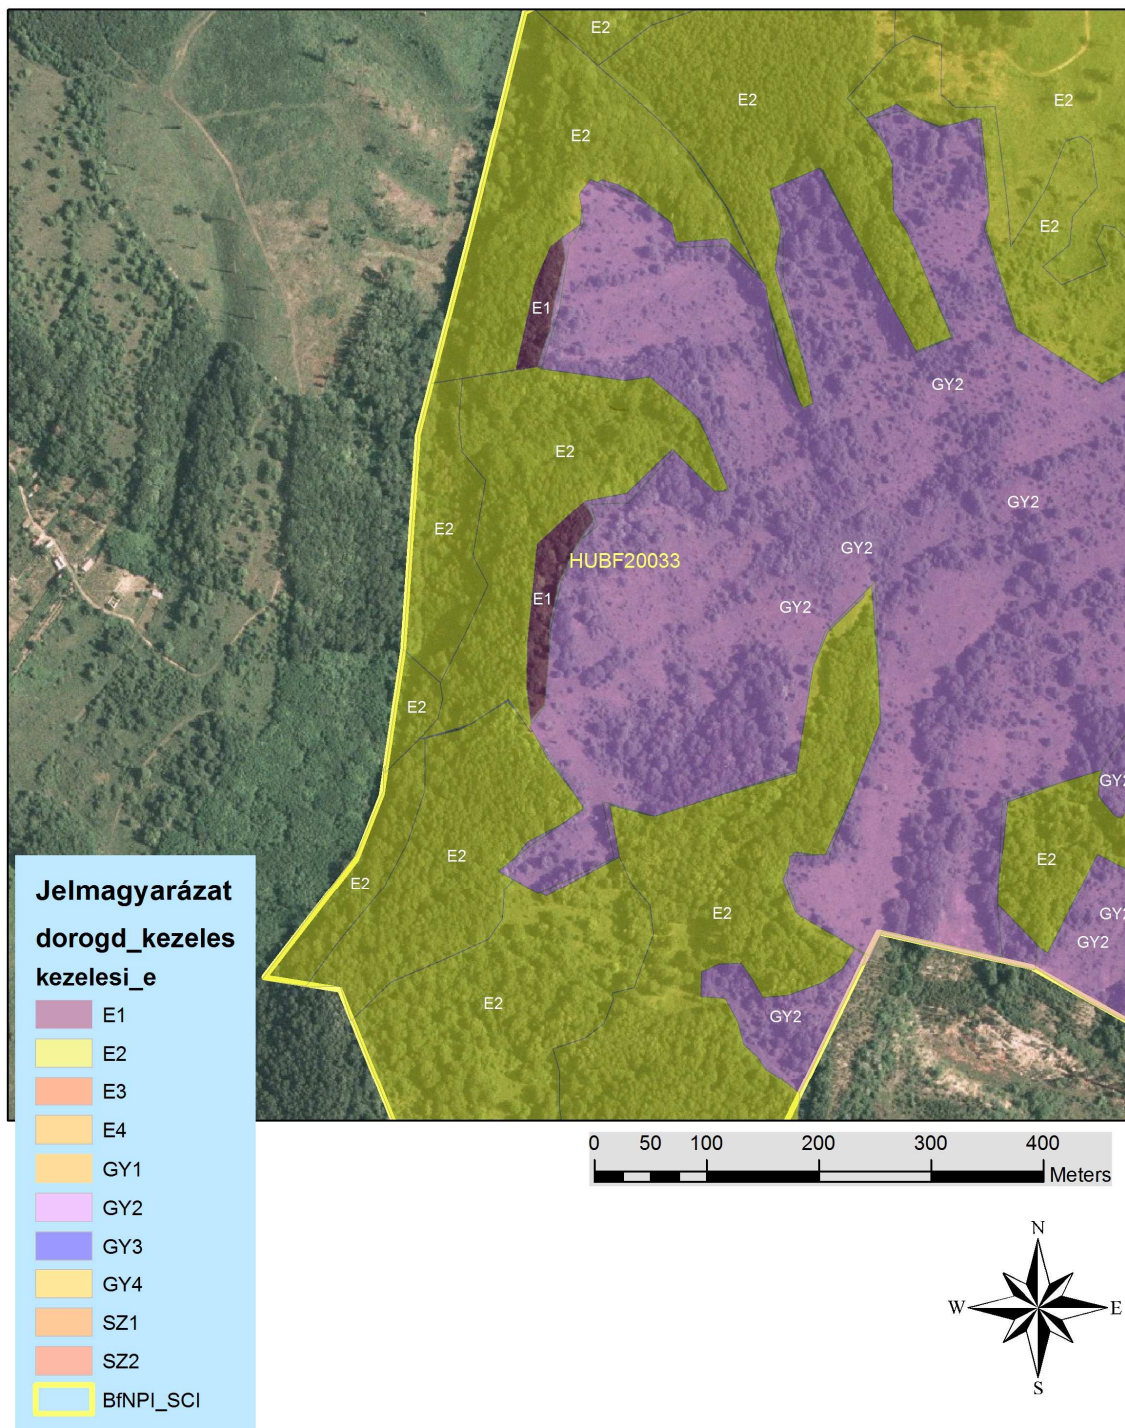 E2
E2
E2
E2
E2
E1
GY2
E2
GY2
E2
GY2
HUBF20033
E1
GY2
E2
GY2
E2
E2
E2
E2
GY2
GY2
E2
GY2
Jelmagyarázat
dorogd_kezeles
kezelesi_e
E1
E2
E3
E4
GY1
GY2
GY3
GY4
SZ1
SZ2
BfNPI_SCI
0 50 100 200 300 400
Meters
N
W E
S